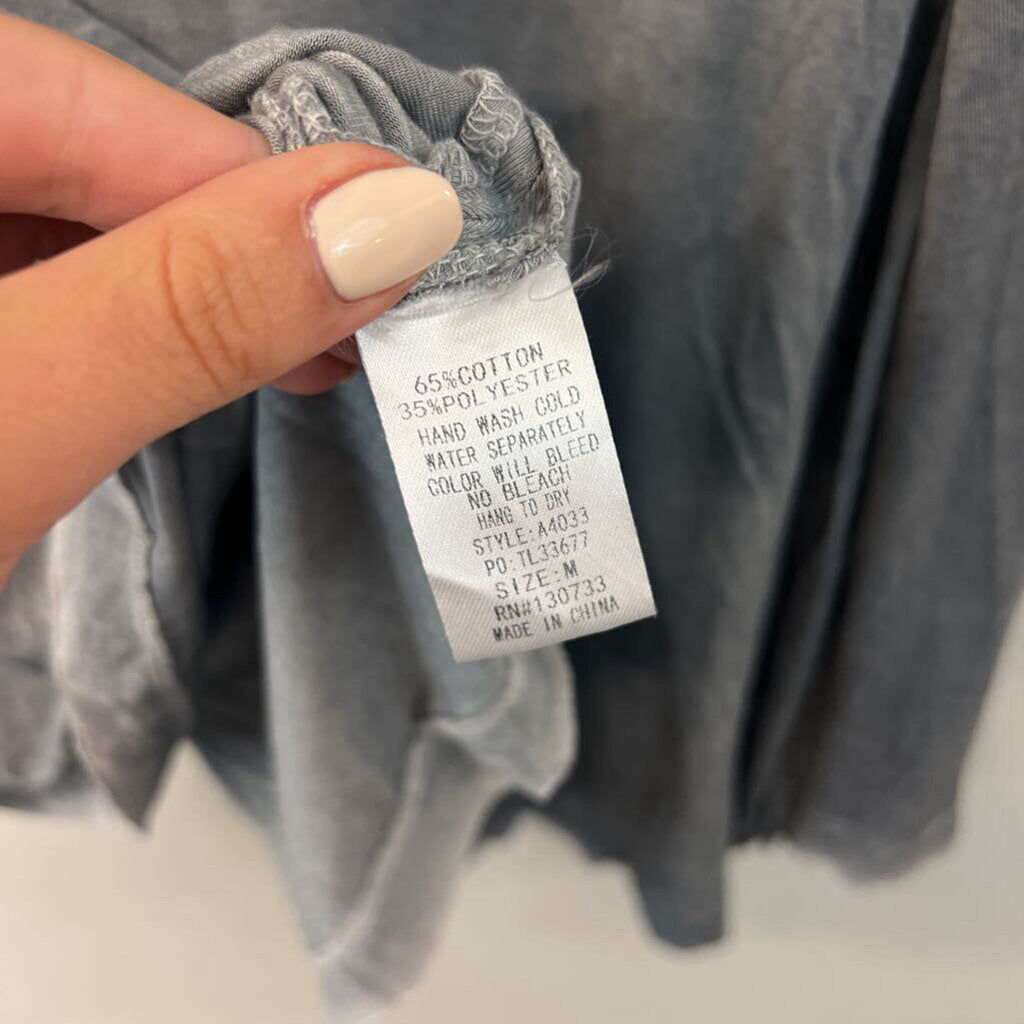 65%COTTON
35%POLYESTER
HAND WASH COLD
WATER SEPARATELY
COLOR WILL BLEED
NO BLEACH
HANG TO DRY
STYLE:A4033
PO:TL33677
SIZE:M
RN#130733
MADE IN CHINA